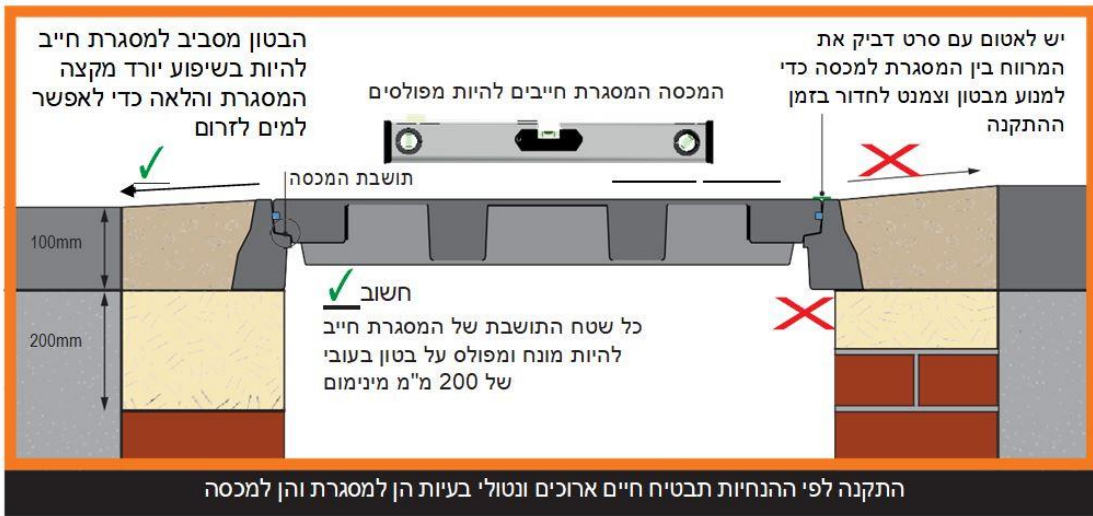 יש לאטום עם סרט דביק את
המרווח בין המסגרת למכסה כדי
למנוע מבטון וצמנט לחדור בזמן
ההתקנה
המכסה המסגרת חייבים להיות מפולסים
הבטון מסביב למסגרת חייב
להיות בשיפוע יורד מקצה
המסגרת והלאה כדי לאפשר
למים לזרום
תושבת המכסה
100mm
200mm
חשוב
כל שטח התושבת של המסגרת חייב
להיות מונח ומפולס על בטון בעובי
של 200 מ"מ מינימום
התקנה לפי ההנחיות תבטיח חיים ארוכים ונטולי בעיות הן למסגרת והן למכסה